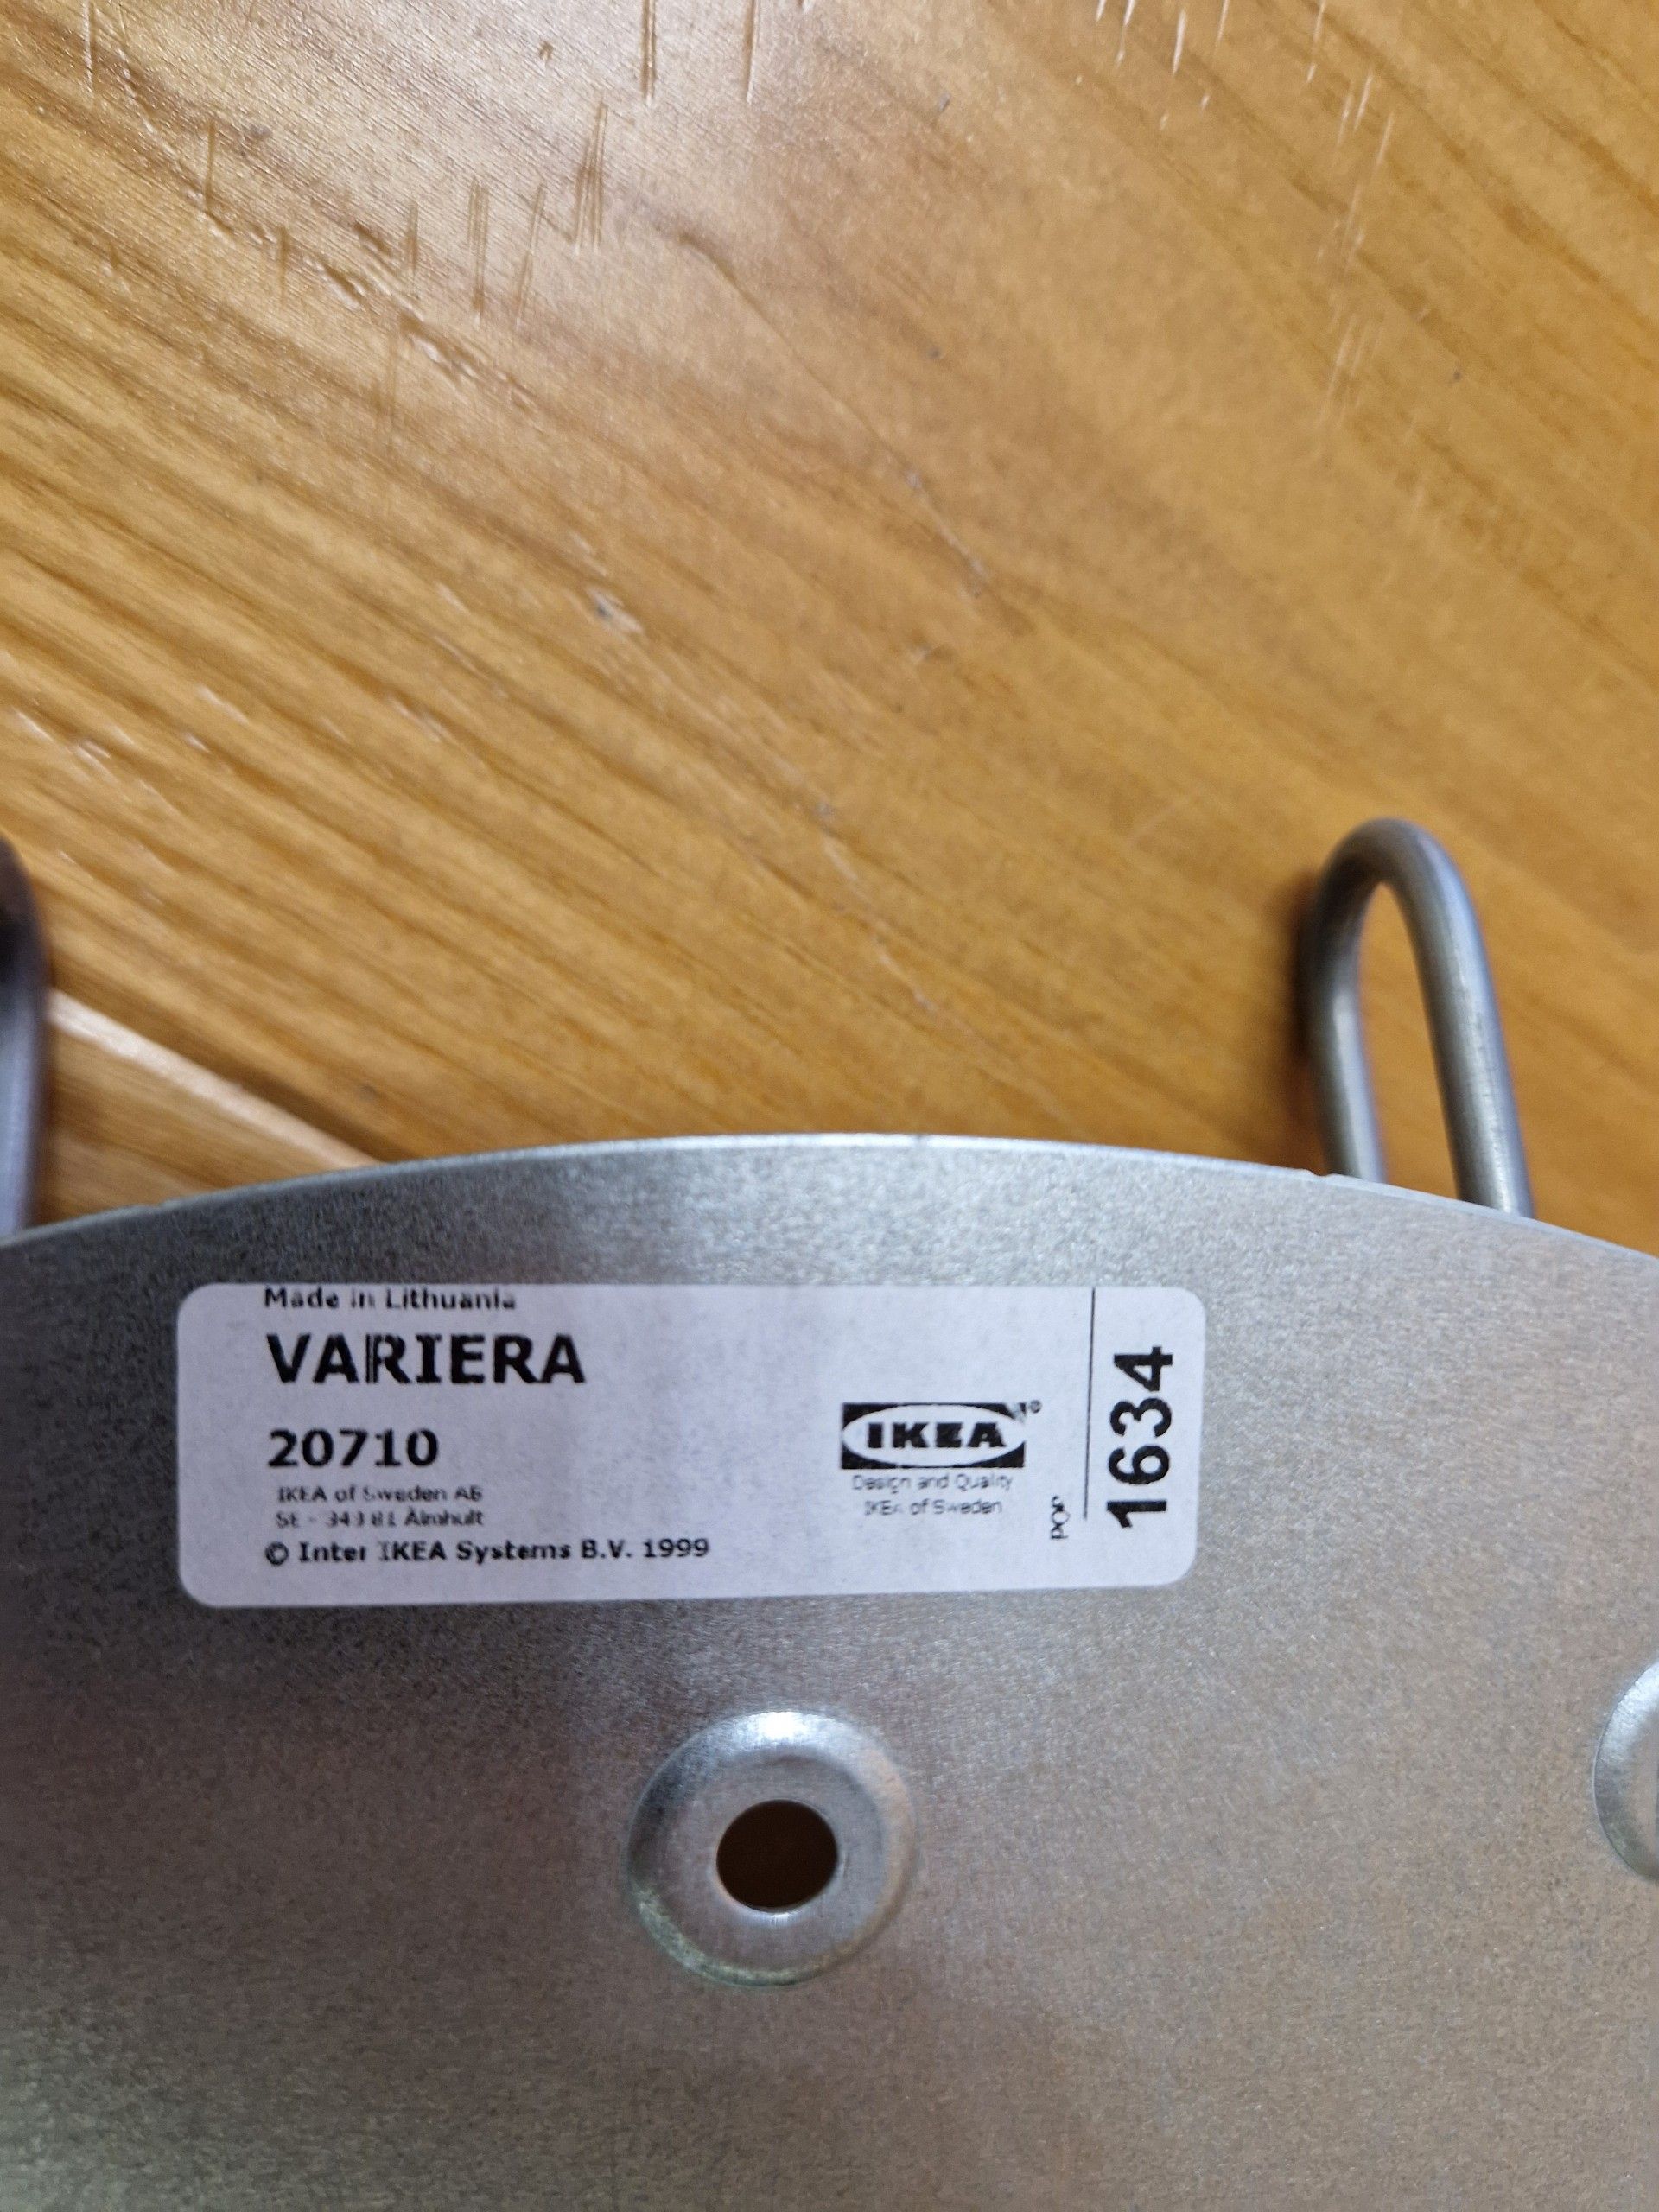 Made in Lithuania
VARIERA
20710
IKEA of Sweden AB
SE - 343 81 Älmhult
© Inter IKEA Systems B.V. 1999
IKEA®
Design and Quality
IKEA of Sweden
1634